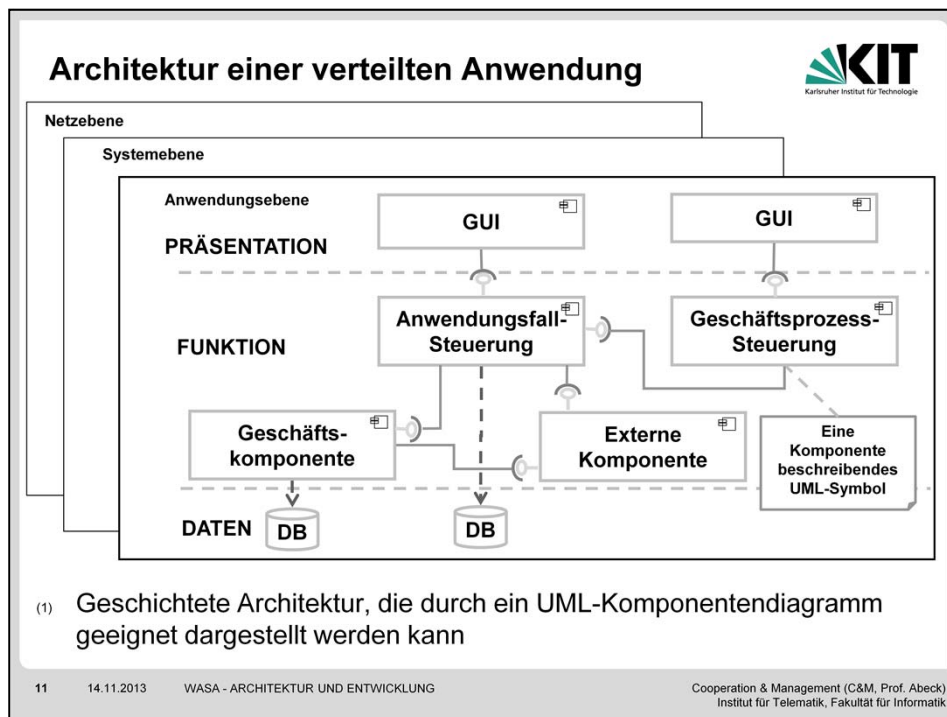 Architektur einer verteilten Anwendung
KIT
Karlsruher Institut für Technologie
Netzebene
Systemebene
Anwendungsebene
GUI
GUI
PRÄSENTATION
Anwendungsfall-
Steuerung
Geschäftsprozess-
Steuerung
FUNKTION
Geschäfts-
komponente
Externe
Komponente
Eine
Komponente
beschreibendes
UML-Symbol
DATEN
DB
DB
(1) Geschichtete Architektur, die durch ein UML-Komponentendiagramm
geeignet dargestellt werden kann
11 14.11.2013 WASA - ARCHITEKTUR UND ENTWICKLUNG
Cooperation & Management (C&M, Prof. Abeck)
Institut für Telematik, Fakultät für Informatik